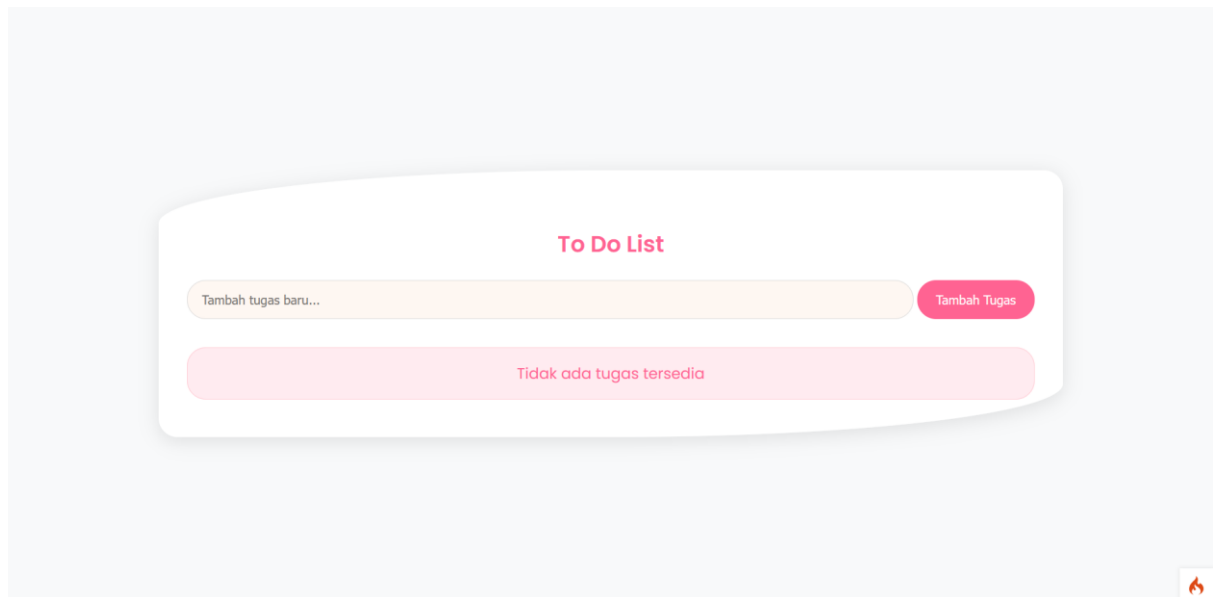 To Do List
Tambah tugas baru...
Tambah Tugas
Tidak ada tugas tersedia